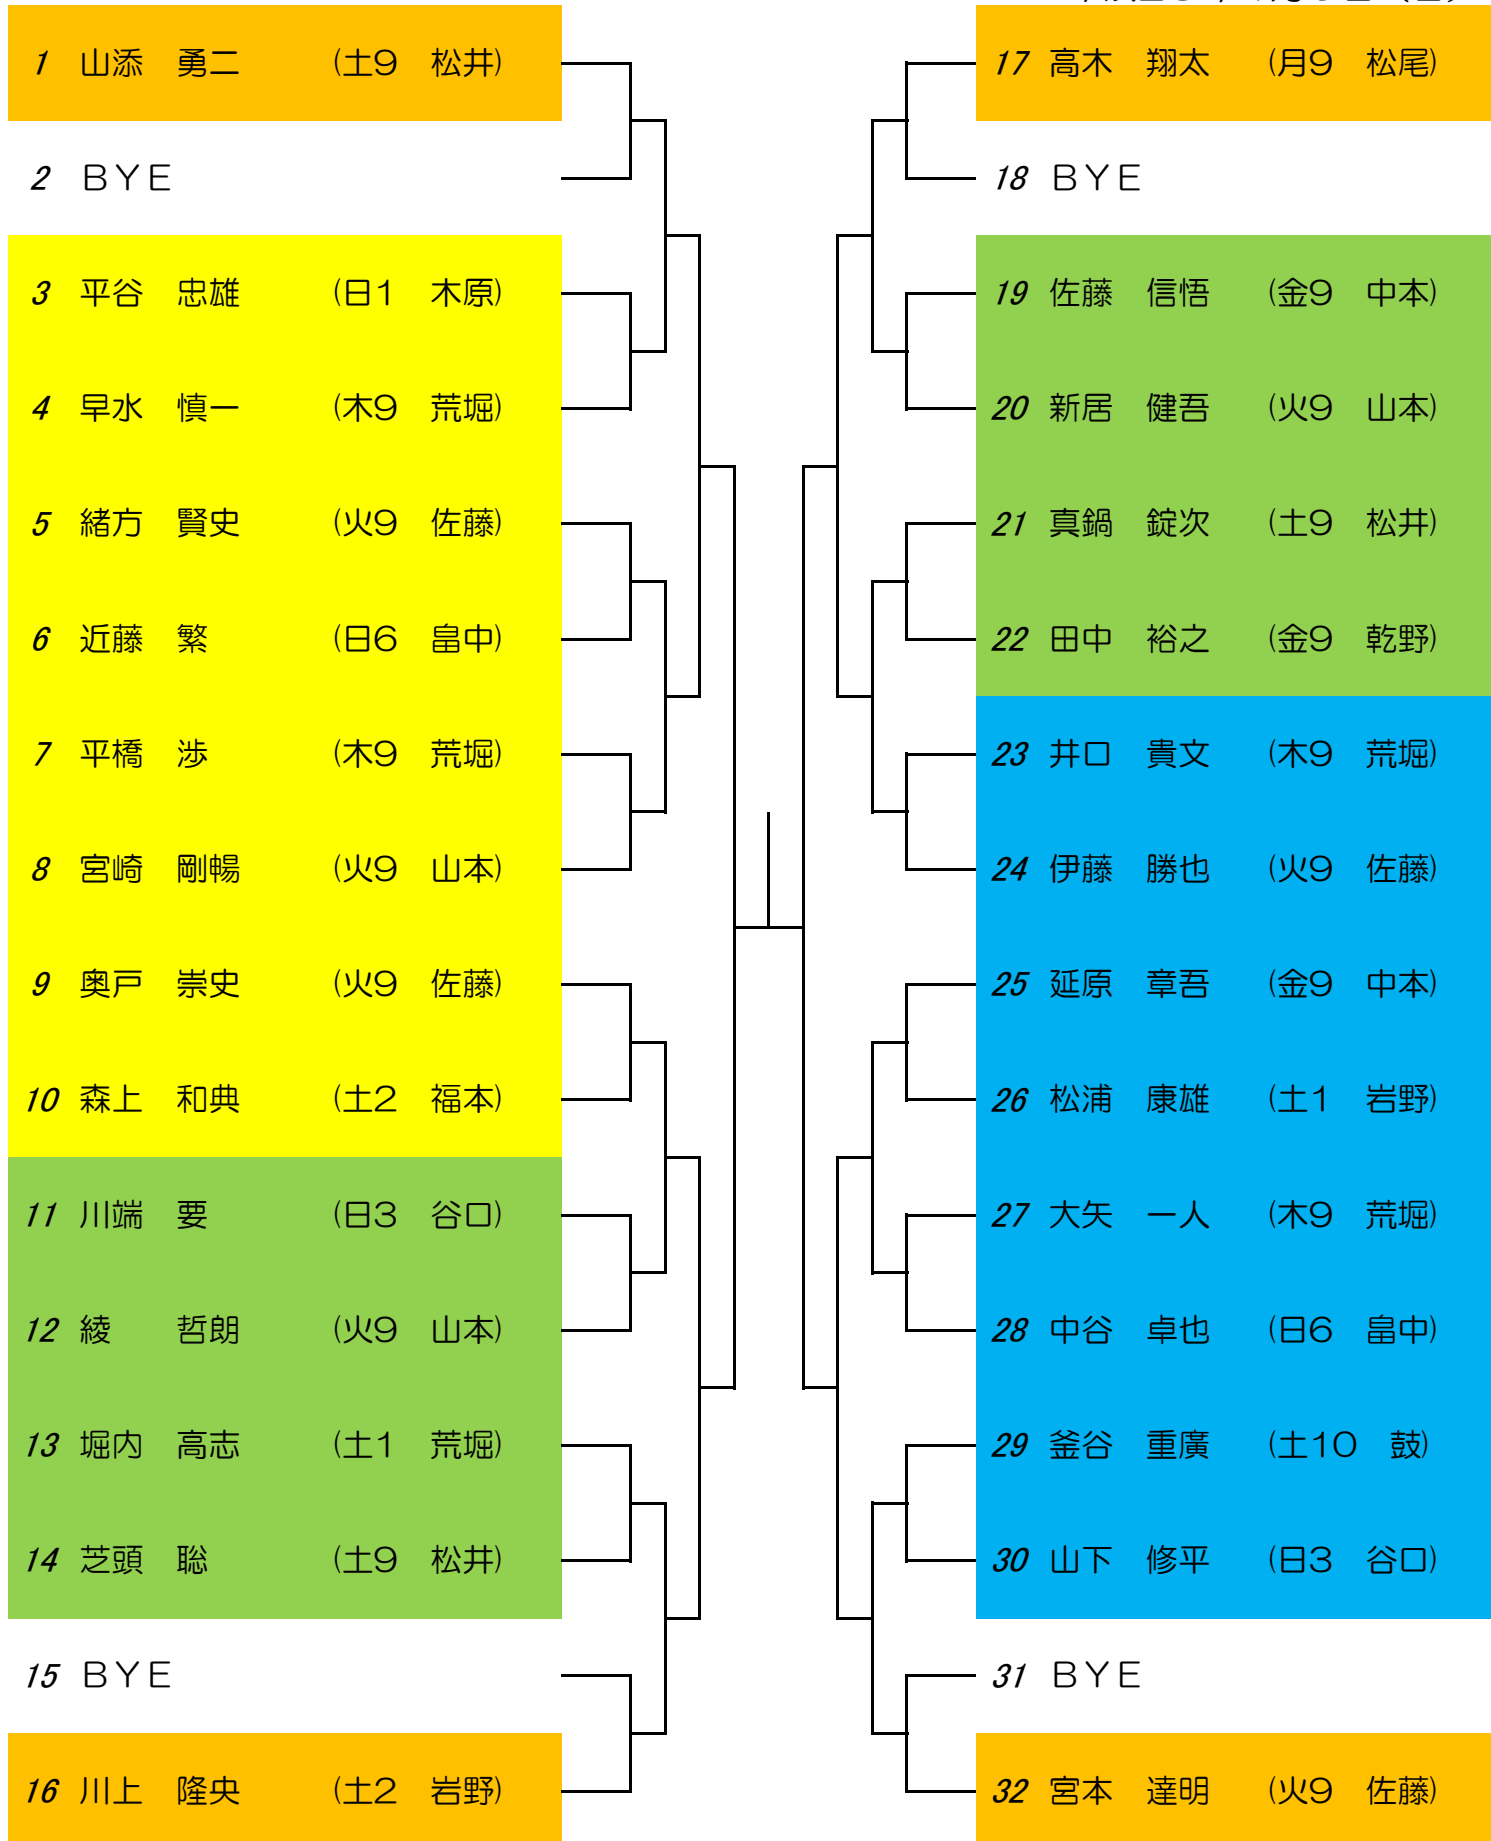 1 山添　勇二　(土9　松井)
2 ＢＹＥ
3 平谷　忠雄　(日1　木原)
4 早水　慎一　(木9　荒堀)
5 緒方　賢史　(火9　佐藤)
6 近藤　繁　(日6　畠中)
7 平橋　渉　(木9　荒堀)
8 宮崎　剛暢　(火9　山本)
9 奥戸　崇史　(火9　佐藤)
10 森上　和典　(土2　福本)
11 川端　要　(日3　谷口)
12 綾　　哲朗　(火9　山本)
13 堀内　高志　(土1　荒堀)
14 芝頭　聡　(土9　松井)
15 ＢＹＥ
16 川上　隆央　(土2　岩野)
17 高木　翔太　(月9　松尾)
18 ＢＹＥ
19 佐藤　信悟　(金9　中本)
20 新居　健吾　(火9　山本)
21 真鍋　錠次　(土9　松井)
22 田中　裕之　(金9　乾野)
23 井口　貴文　(木9　荒堀)
24 伊藤　勝也　(火9　佐藤)
25 延原　章吾　(金9　中本)
26 松浦　康雄　(土1　岩野)
27 大矢　一人　(木9　荒堀)
28 中谷　卓也　(日6　畠中)
29 釜谷　重廣　(土10　鼓)
30 山下　修平　(日3　谷口)
31 ＢＹＥ
32 宮本　達明　(火9　佐藤)